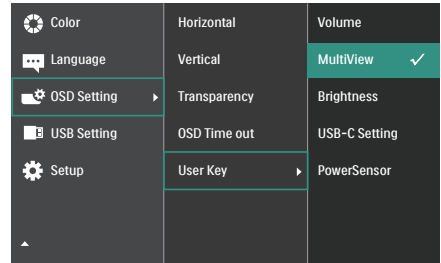 Color
Language
OSD Setting
USB Setting
Setup
Horizontal
Vertical
Transparency
OSD Time out
User Key
Volume
MultiView
Brightness
USB-C Setting
PowerSensor